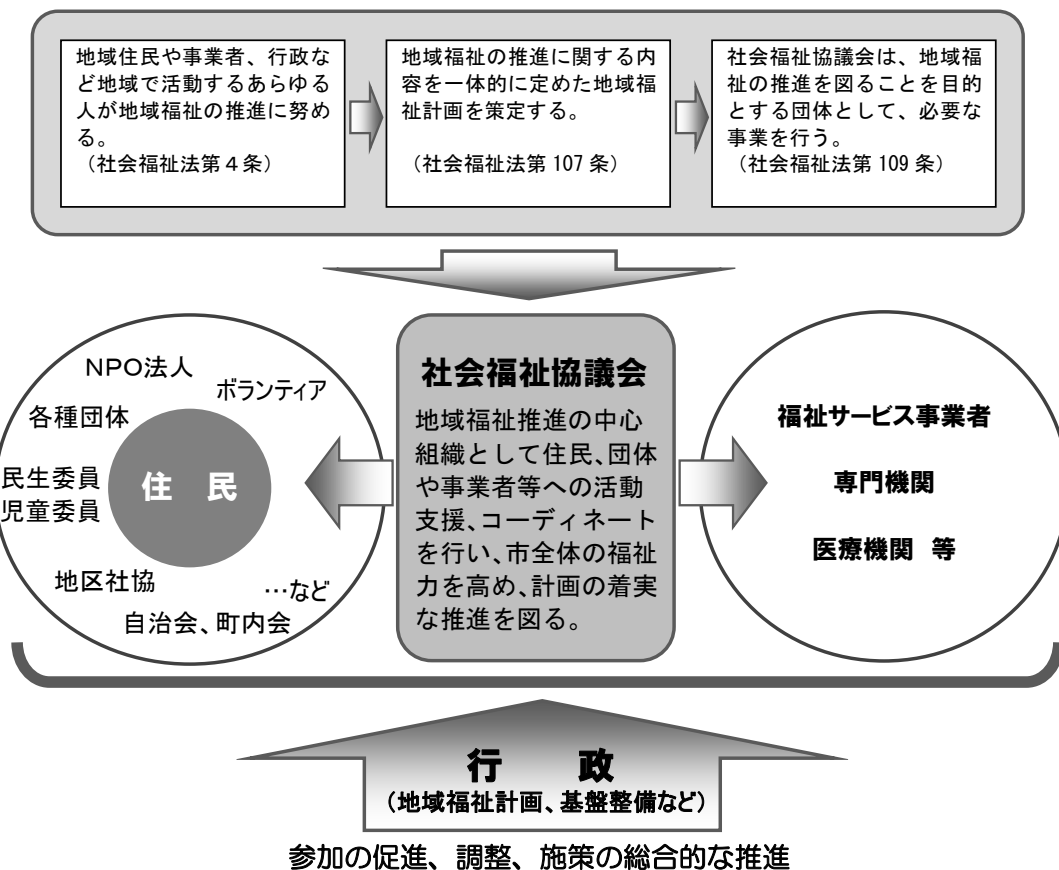 地域住民や事業者、行政な
ど地域で活動するあらゆる
人が地域福祉の推進に努め
る。
(社会福祉法第4条)
地域福祉の推進に関する内
容を一体的に定めた地域福
祉計画を策定する。
(社会福祉法第 107 条)
社会福祉協議会は、地域福
祉の推進を図ることを目的
とする団体として、必要な
事業を行う。
(社会福祉法第 109 条)
NPO法人
ボランティア
各種団体
民生委員
児童委員
住 民
地区社協
…など
自治会、町内会
社会福祉協議会
地域福祉推進の中心
組織として住民、団体
や事業者等への活動
支援、コーディネート
を行い、市全体の福祉
力を高め、計画の着実
な推進を図る。
福祉サービス事業者
専門機関
医療機関 等
行 政
(地域福祉計画、基盤整備など)
参加の促進、調整、施策の総合的な推進